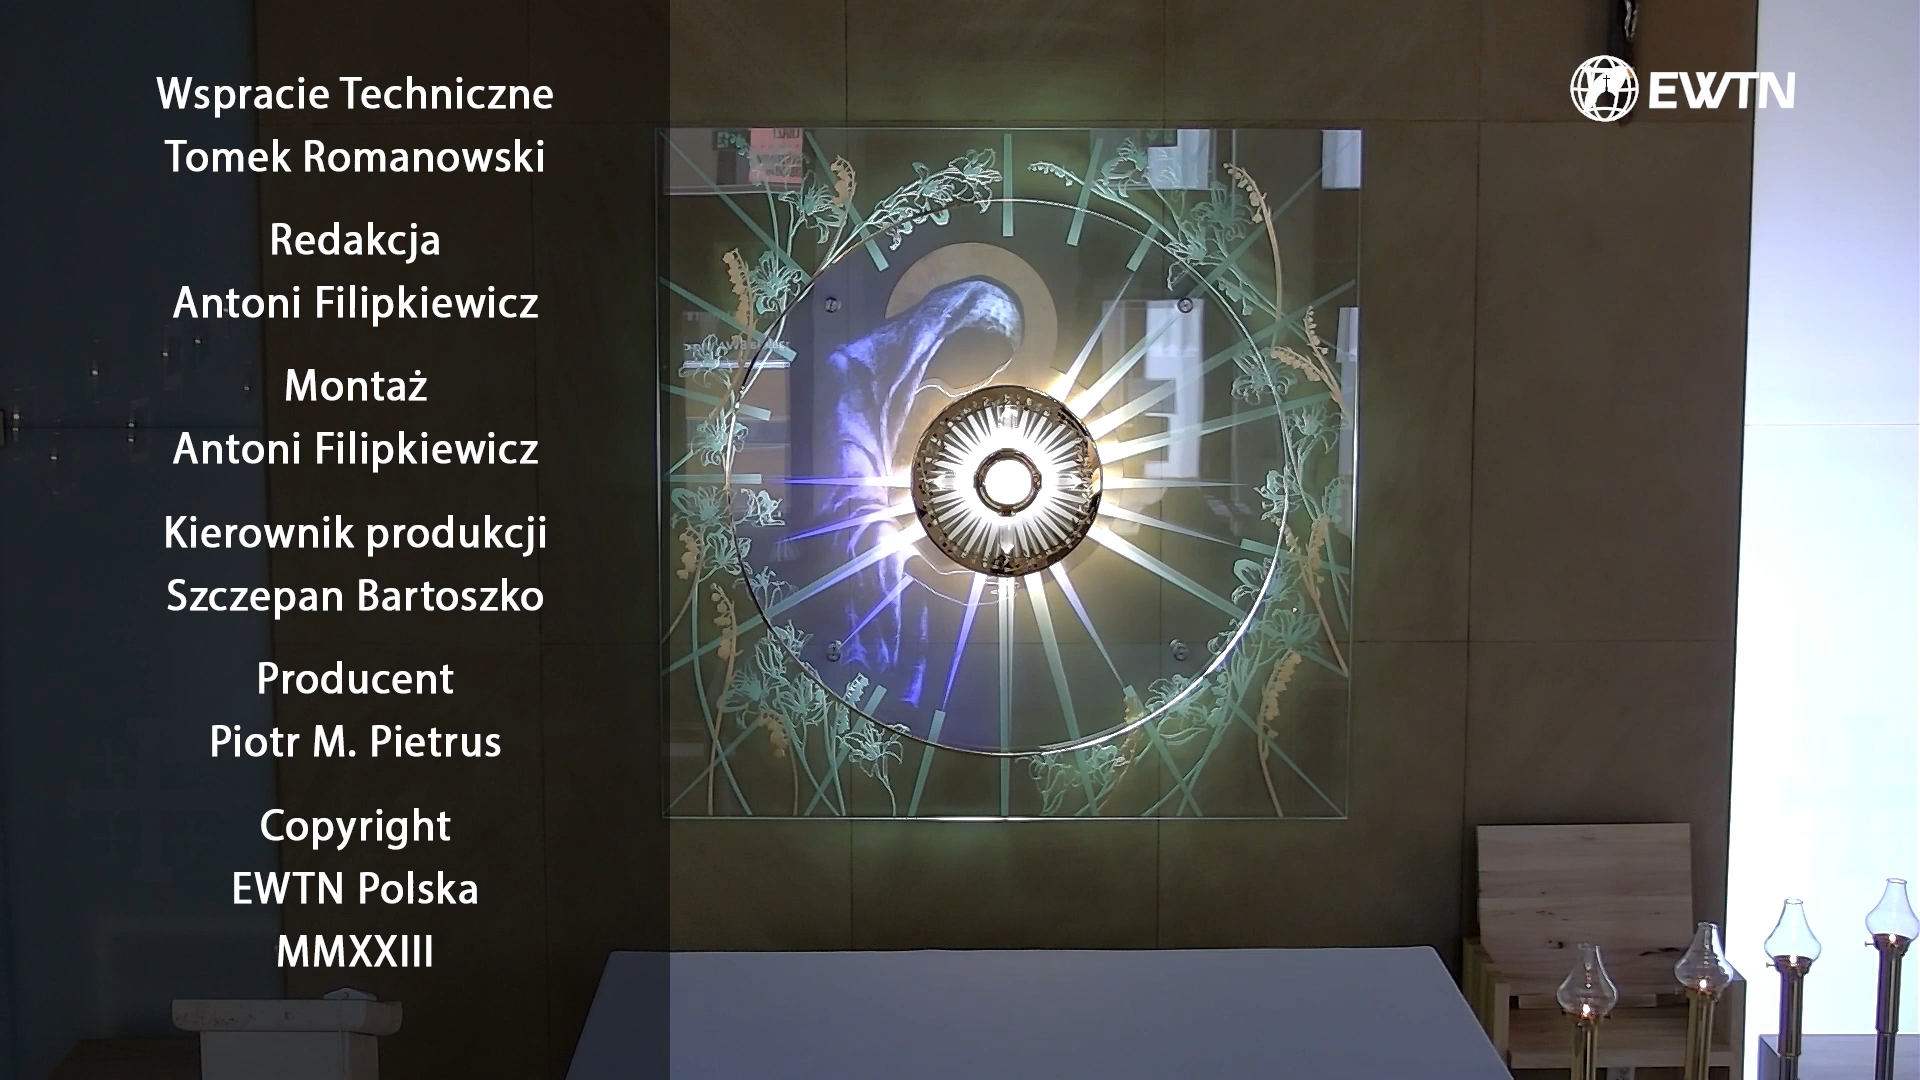 Wspracie Techniczne
Tomek Romanowski
Redakcja
Antoni Filipkiewicz
Montaż
Antoni Filipkiewicz
Kierownik produkcji
Szczepan Bartoszko
Producent
Piotr M. Pietrus
Copyright
EWTN Polska
MMXXIII
EWTN